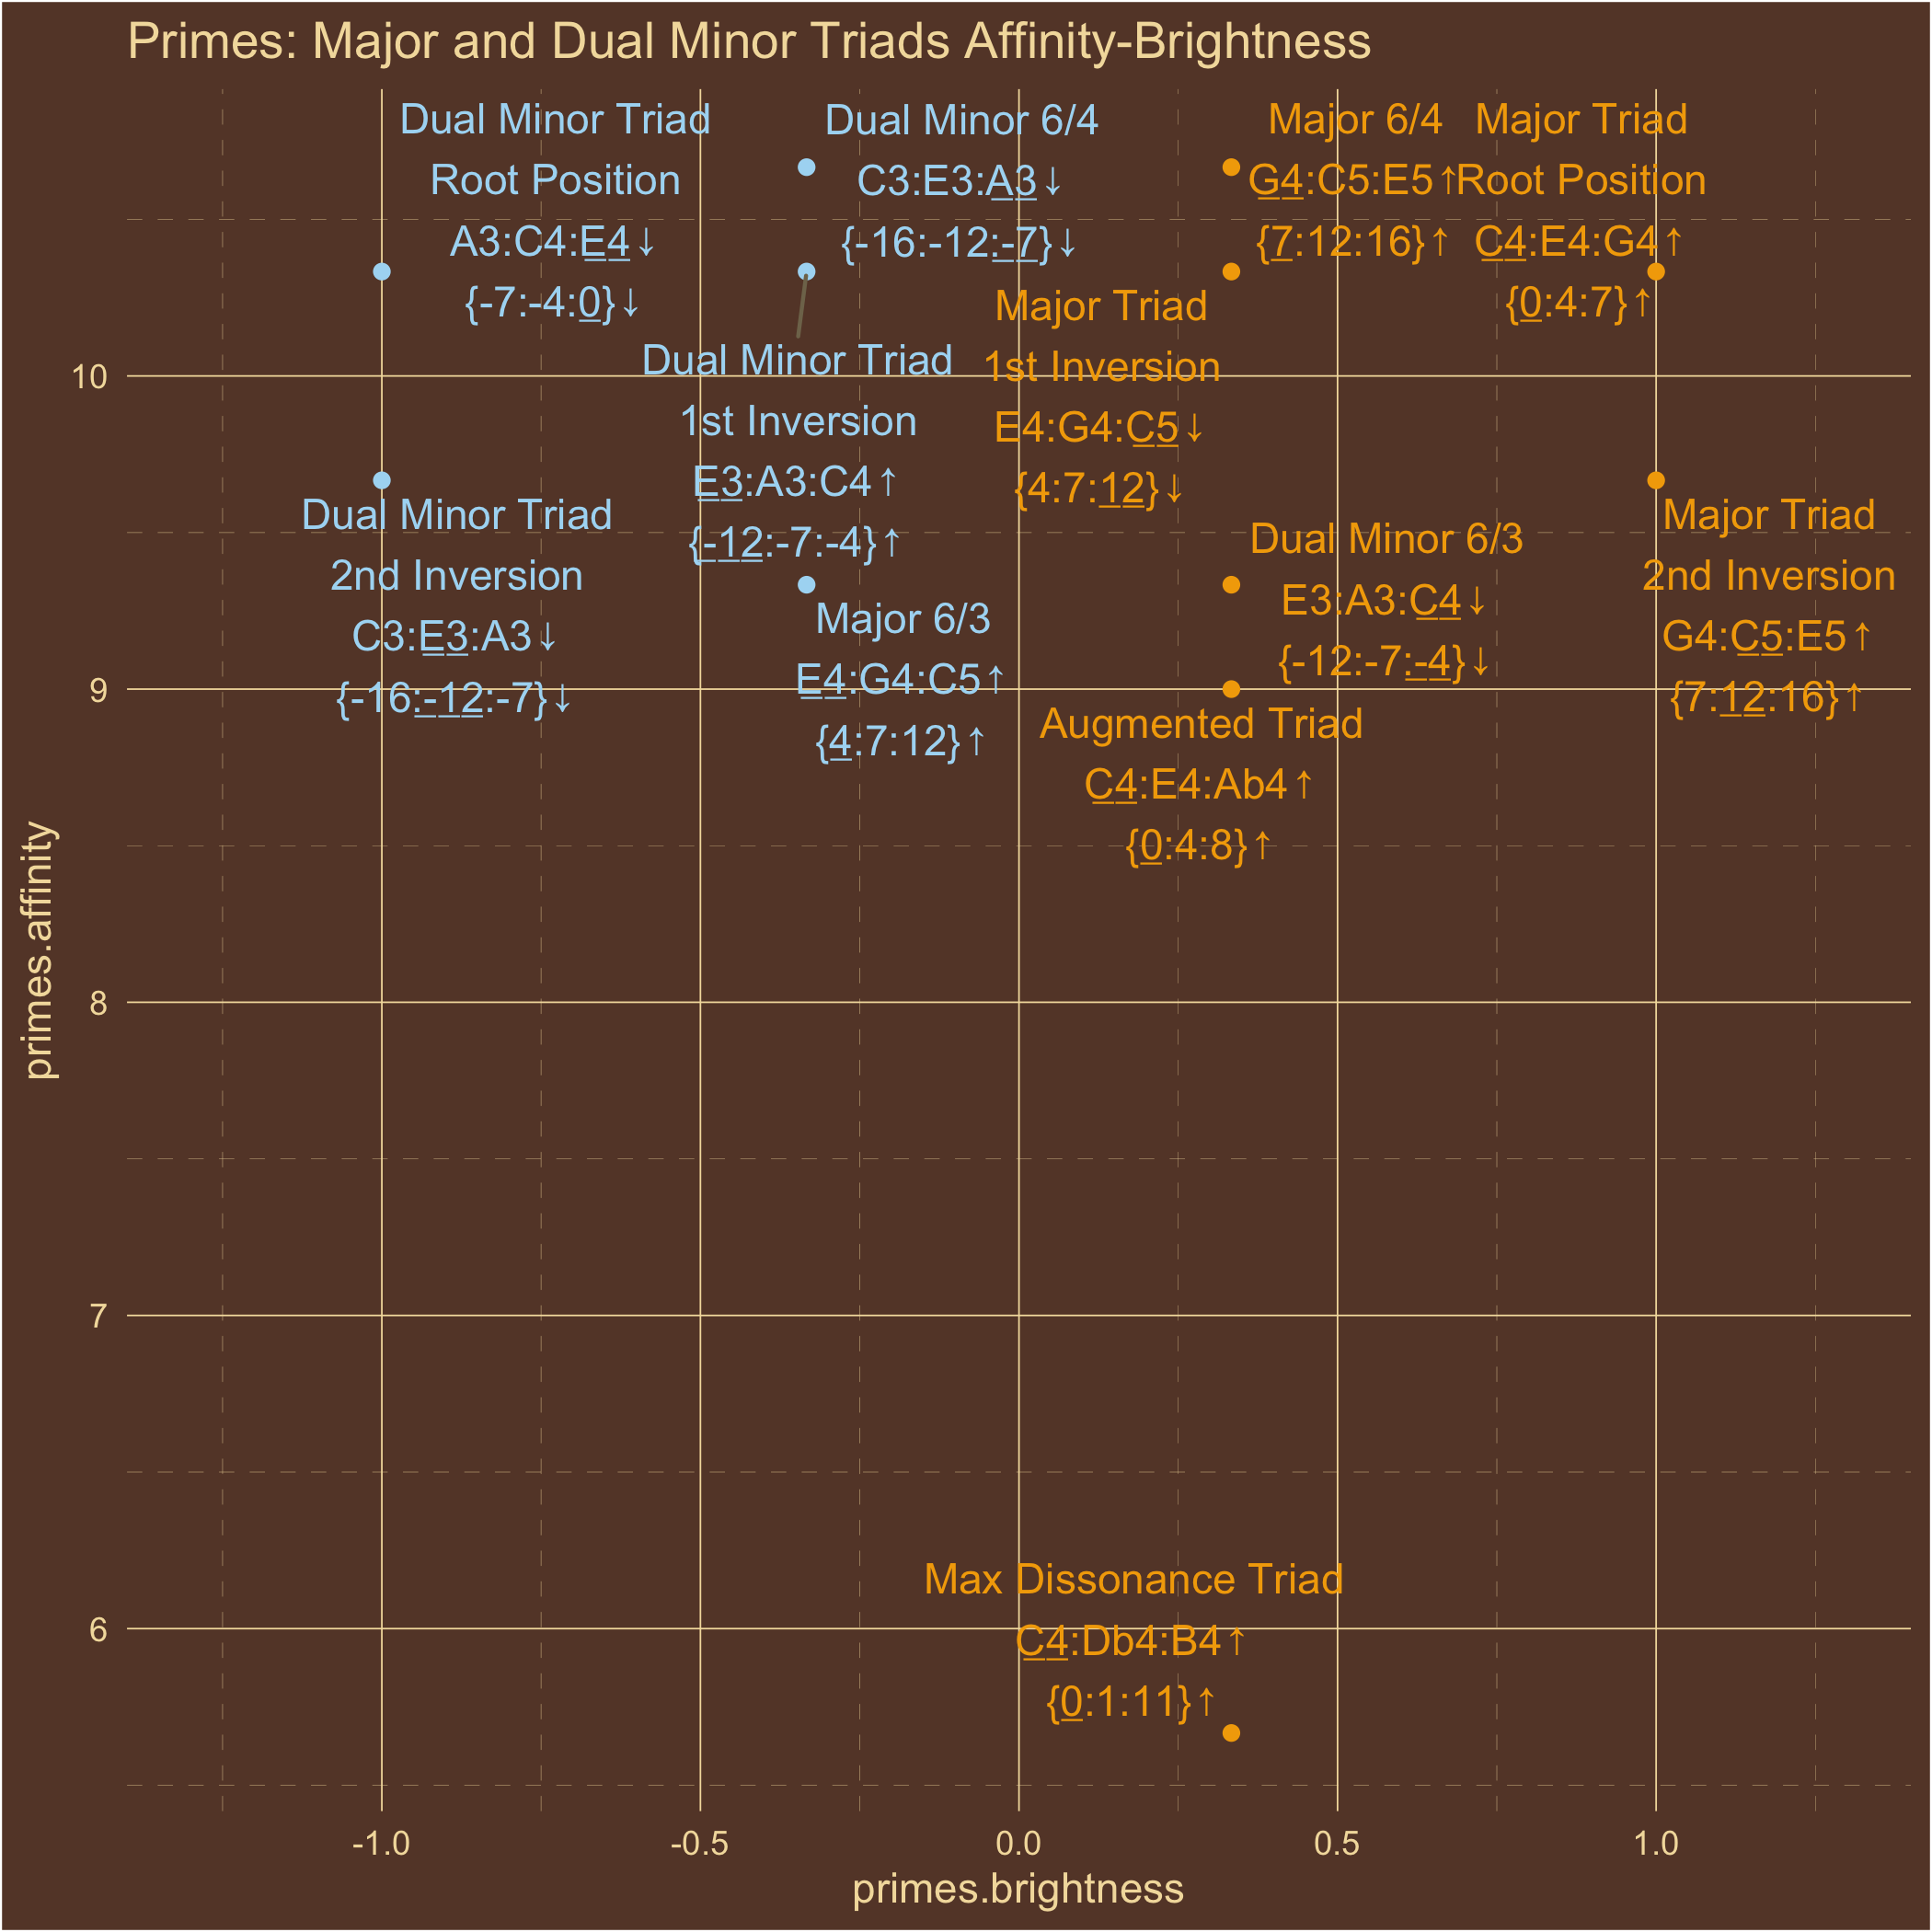 Primes: Major and Dual Minor Triads Affinity-Brightness
Dual Minor Triad
Root Position
A3:C4:E4↓
{-7:-4:0}↓
Dual Minor 6/4
C3:E3:A3↓
{-16:-12:-7}↓
Major 6/4
G4:C5:E5↑
{7:12:16}↑
Major Triad
Root Position
C4:E4:G4↑
{0:4:7}↑
Dual Minor Triad
1st Inversion
E3:A3:C4↑
{-12:-7:-4}↑
Major Triad
1st Inversion
E4:G4:C5↓
{4:7:12}↓
Dual Minor Triad
2nd Inversion
C3:E3:A3↓
{-16:-12:-7}↓
Major 6/3
E4:G4:C5↑
{4:7:12}↑
Dual Minor 6/3
E3:A3:C4↓
{-12:-7:-4}↓
Major Triad
2nd Inversion
G4:C5:E5↑
{7:12:16}↑
Augmented Triad
C4:E4:Ab4↑
{0:4:8}↑
Max Dissonance Triad
C4:Db4:B4↑
{0:1:11}↑
primes.affinity
10
9
8
7
6
-1.0
-0.5
0.0
0.5
1.0
primes.brightness